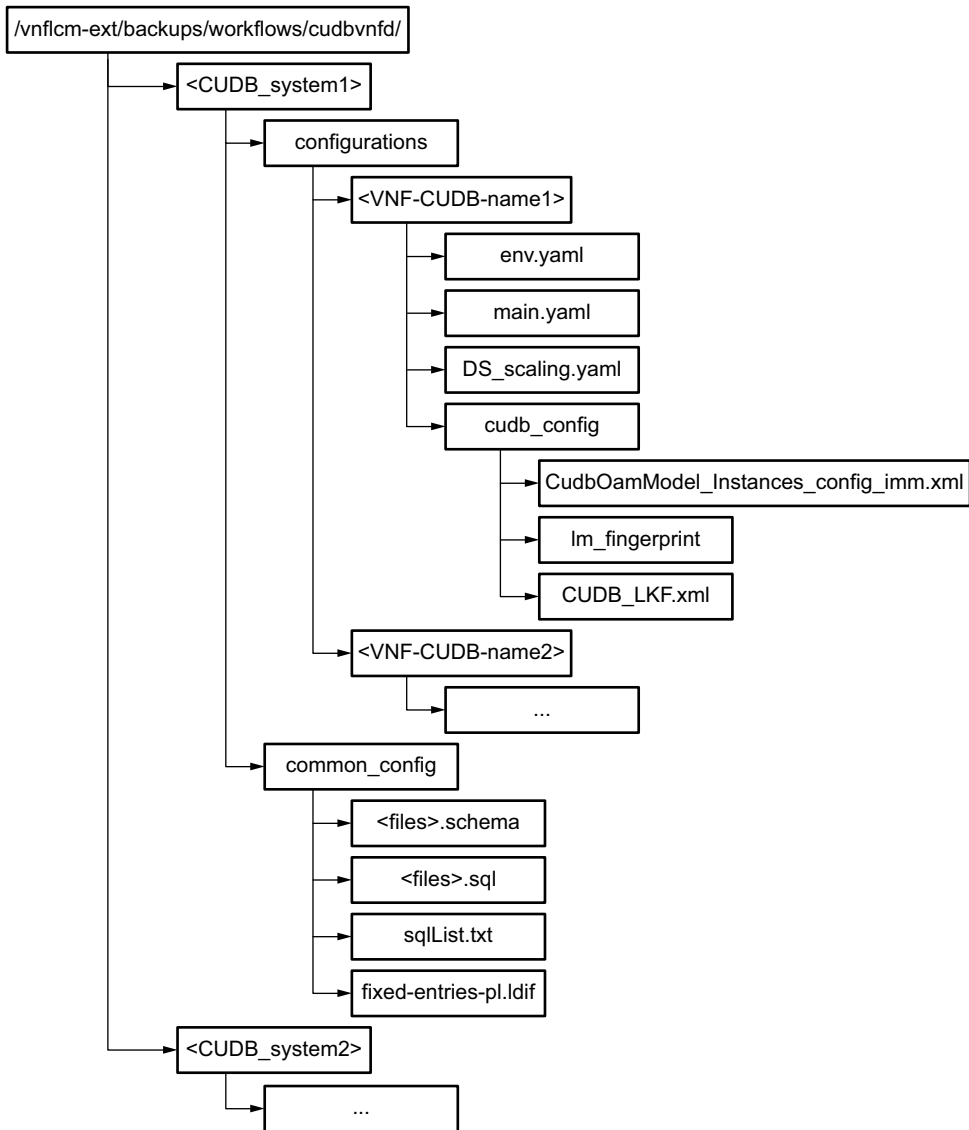 /vnflcm-ext/backups/workflows/cudbvnfd/
<CUDB_system1>
configurations
<VNF-CUDB-name1>
env.yaml
main.yaml
DS_scaling.yaml
cudb_config
CudbOamModel_Instances_config_imm.xml
lm_fingerprint
CUDB_LKF.xml
<VNF-CUDB-name2>
...
common_config
<files>.schema
<files>.sql
sqlList.txt
fixed-entries-pl.ldif
<CUDB_system2>
...